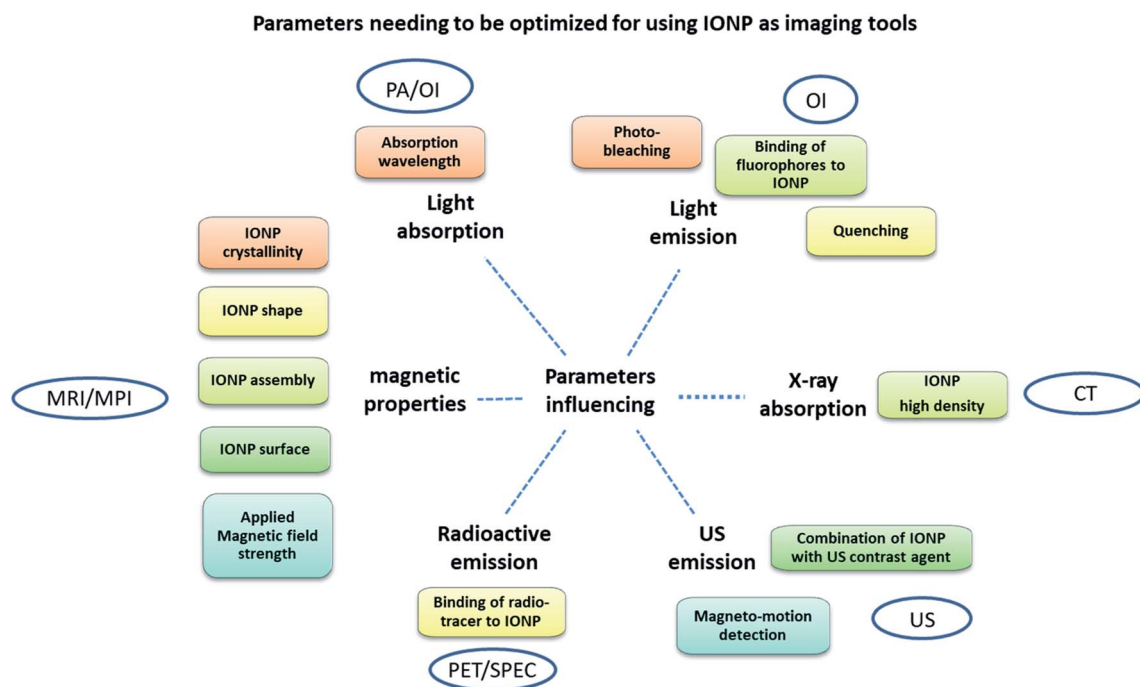 Parameters needing to be optimized for using IONP as imaging tools
PA/OI
Absorption
wavelength
Light
absorption
OI
Photo-
bleaching
Binding of
fluorophores to
IONP
Quenching
Light
emission
IONP
crystallinity
IONP shape
IONP assembly
IONP surface
Applied
Magnetic field
strength
MRI/MPI
magnetic
properties
Parameters
influencing
X-ray
absorption
IONP
high density
CT
Radioactive
emission
Binding of radio-
tracer to IONP
PET/SPEC
US
emission
Combination of IONP
with US contrast agent
Magneto-motion
detection
US